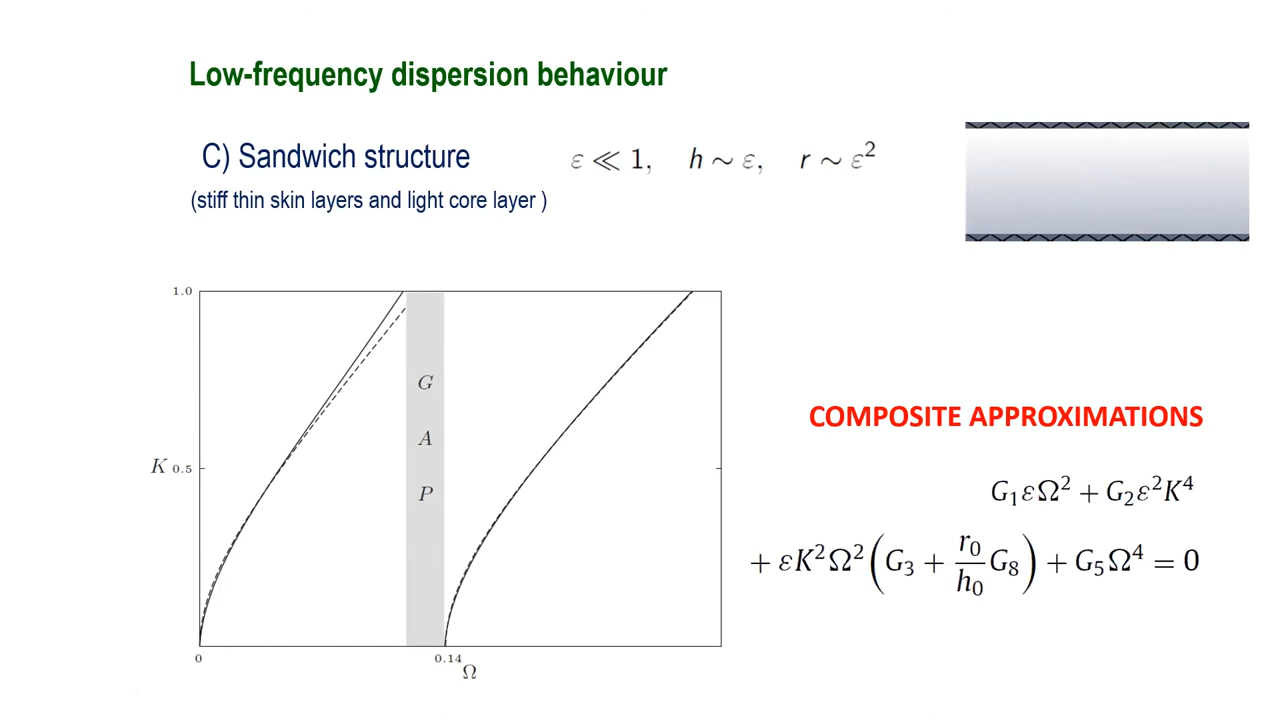 Low-frequency dispersion behaviour
C) Sandwich structure
ε ≪ 1, h ∼ ε, r ∼ ε²
(stiff thin skin layers and light core layer )
1.0
K 0.5
G
A
P
0
0.14
Ω
COMPOSITE APPROXIMATIONS
G₁εΩ² + G₂ε²K⁴
+ εK²Ω²(G₃ + r₀/h₀ G₈) + G₅Ω⁴ = 0